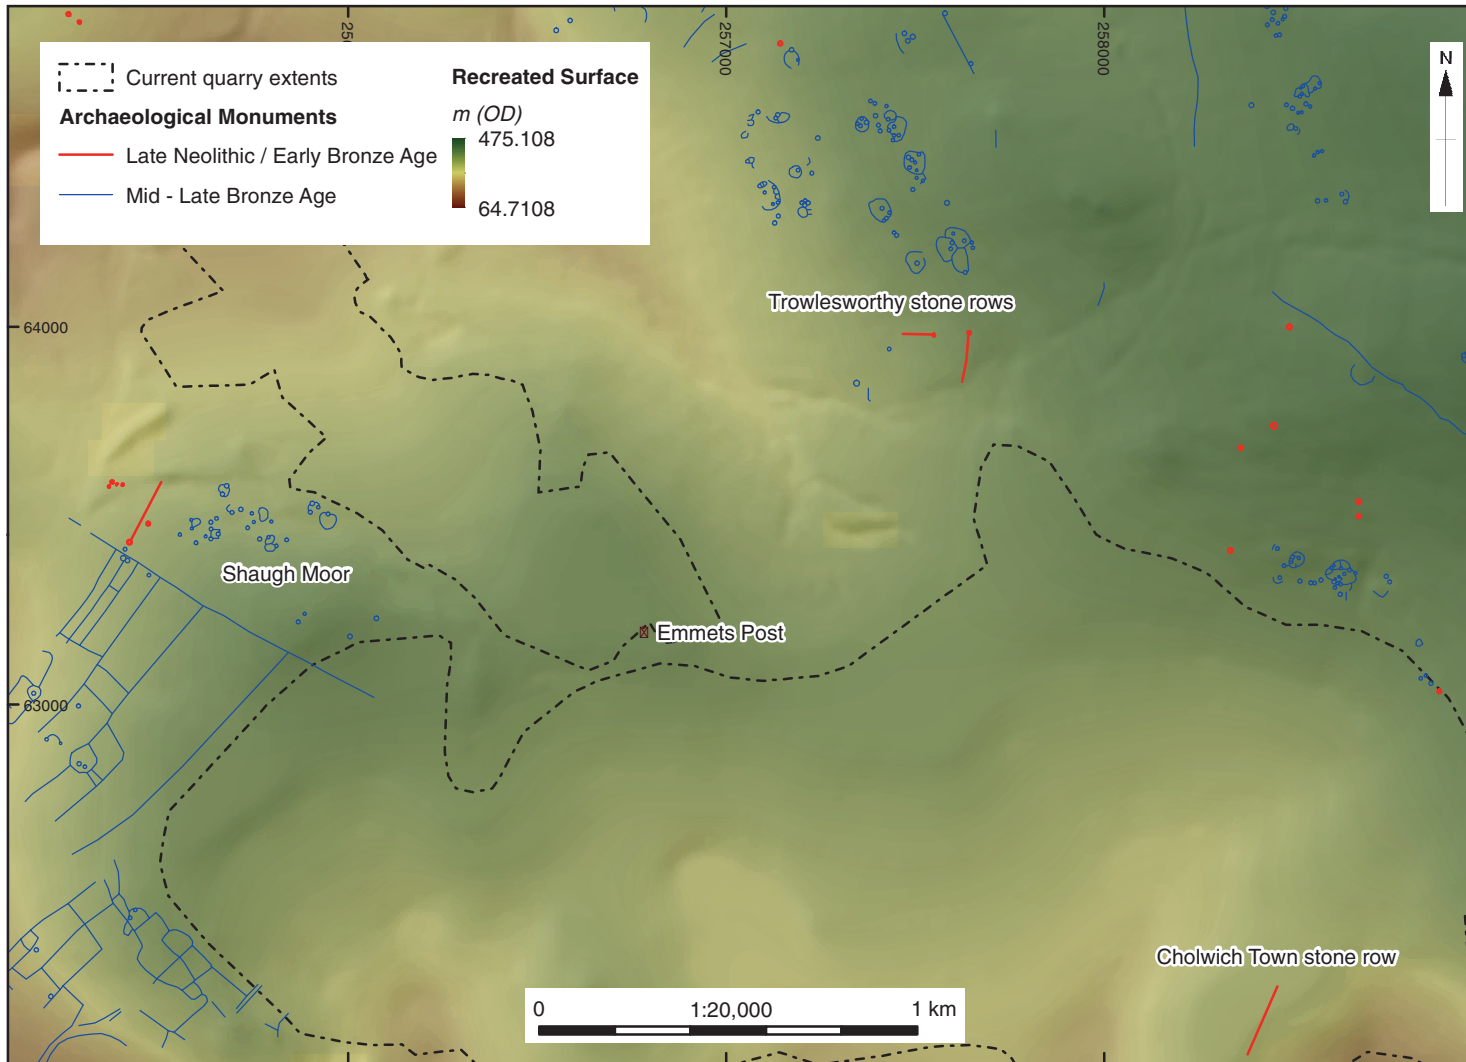 257000
258000
N
Current quarry extents
Archaeological Monuments
Late Neolithic / Early Bronze Age
Mid - Late Bronze Age
Recreated Surface
m (OD)
475.108
64.7108
Trowlesworthy stone rows
64000
Shaugh Moor
Emmets Post
63000
Cholwich Town stone row
0
1:20,000
1 km